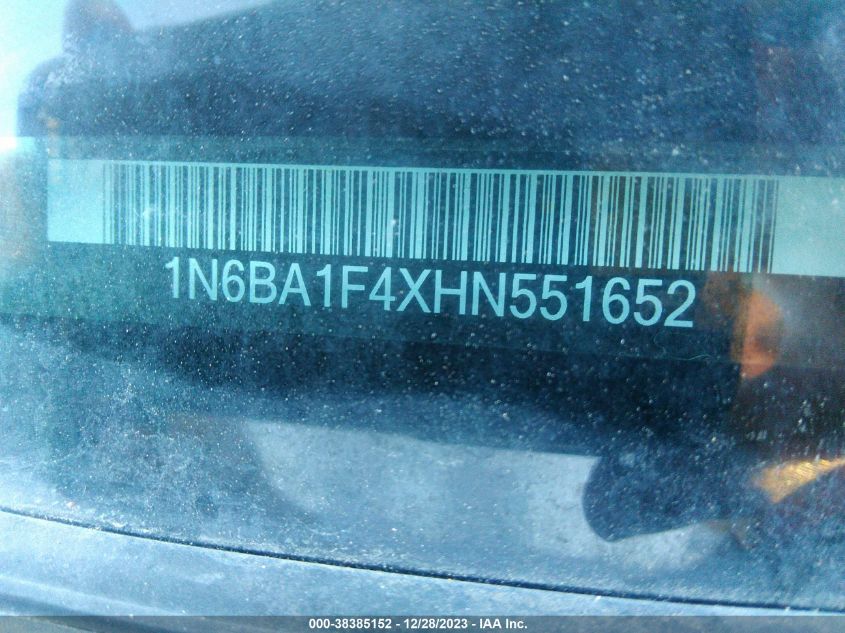 1N6BA1F4XHN551652
000-38385152 - 12/28/2023 - IAA Inc.